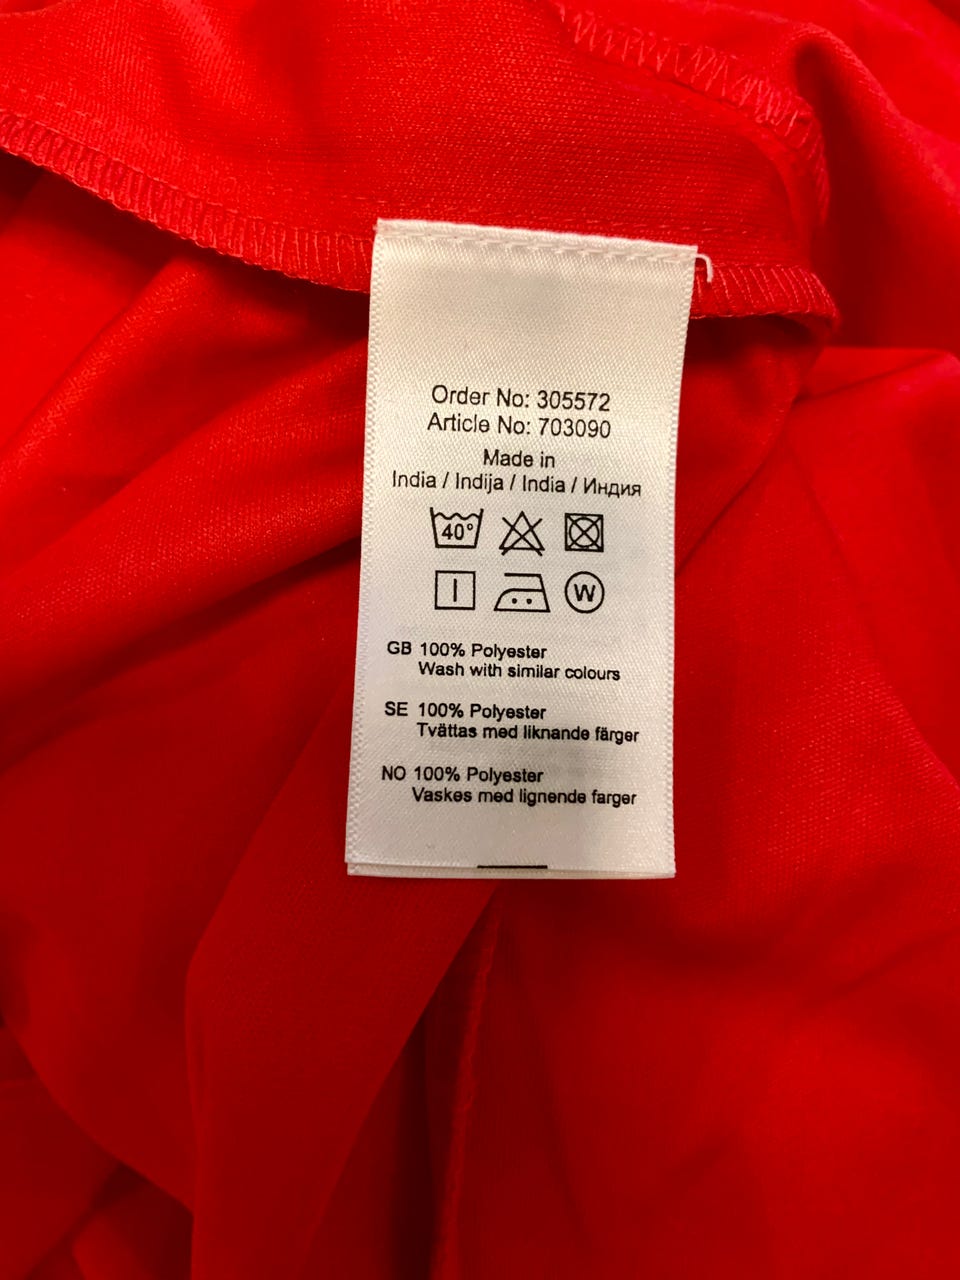 Order No: 305572
Article No: 703090
Made in
India / Indija / India / Индия
40°
W
GB 100% Polyester
Wash with similar colours
SE 100% Polyester
Tvättas med liknande färger
NO 100% Polyester
Vaskes med lignende farger